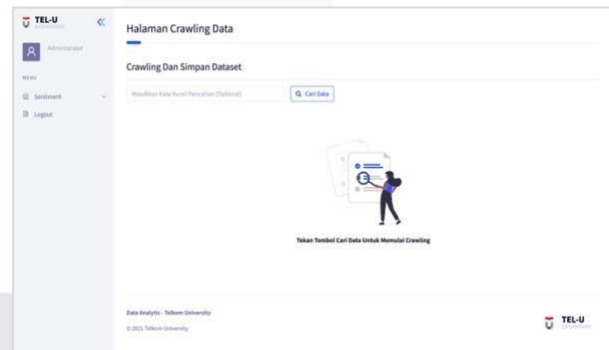 TEL-U
Administrator
MENU
Sentiment
Logout
Halaman Crawling Data
Crawling Dan Simpan Dataset
Masukkan Kata Kunci Pencarian (Optional)
Cari Data
Tekan Tombol Cari Data Untuk Memulai Crawling
Data Analytic - Telkom University
© 2021 Telkom University
TEL-U